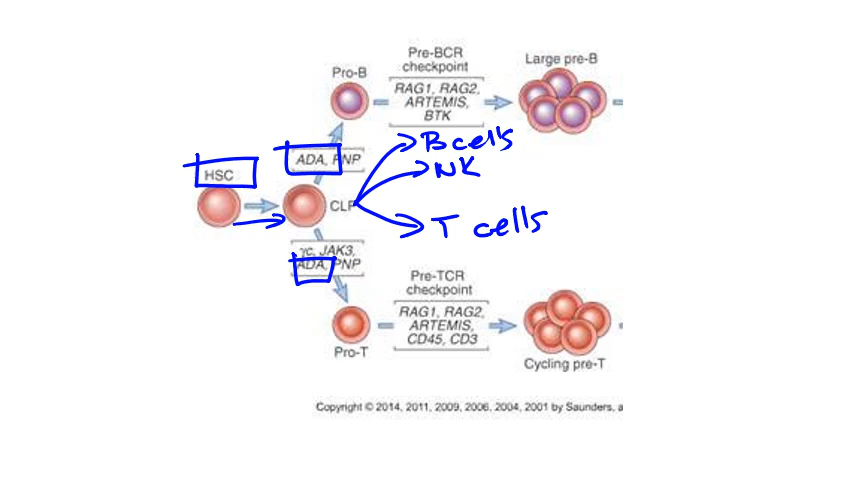 Pre-BCR
checkpoint
Large pre-B
Pro-B
RAG1, RAG2,
ARTEMIS,
BTK
B cells
ADA, PNP
NK
HSC
CLP
T cells
γc, JAK3,
ADA, PNP
Pre-TCR
checkpoint
RAG1, RAG2,
ARTEMIS,
CD45, CD3
Pro-T
Cycling pre-T
Copyright © 2014, 2011, 2009, 2006, 2004, 2001 by Saunders, a